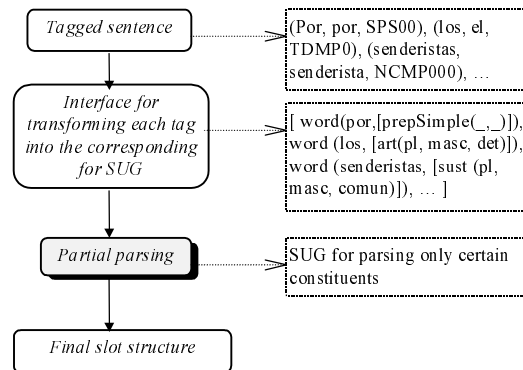 Tagged sentence
(Por, por, SPS00), (los, el,
TDMP0), (senderistas,
senderista, NCMP000), …
Interface for
transforming each tag
into the corresponding
for SUG
[ word(por,[prepSimple(_,_)]),
word (los, [art(pl, masc, det)]),
word (senderistas, [sust (pl,
masc, comun)]), … ]
Partial parsing
SUG for parsing only certain
constituents
Final slot structure